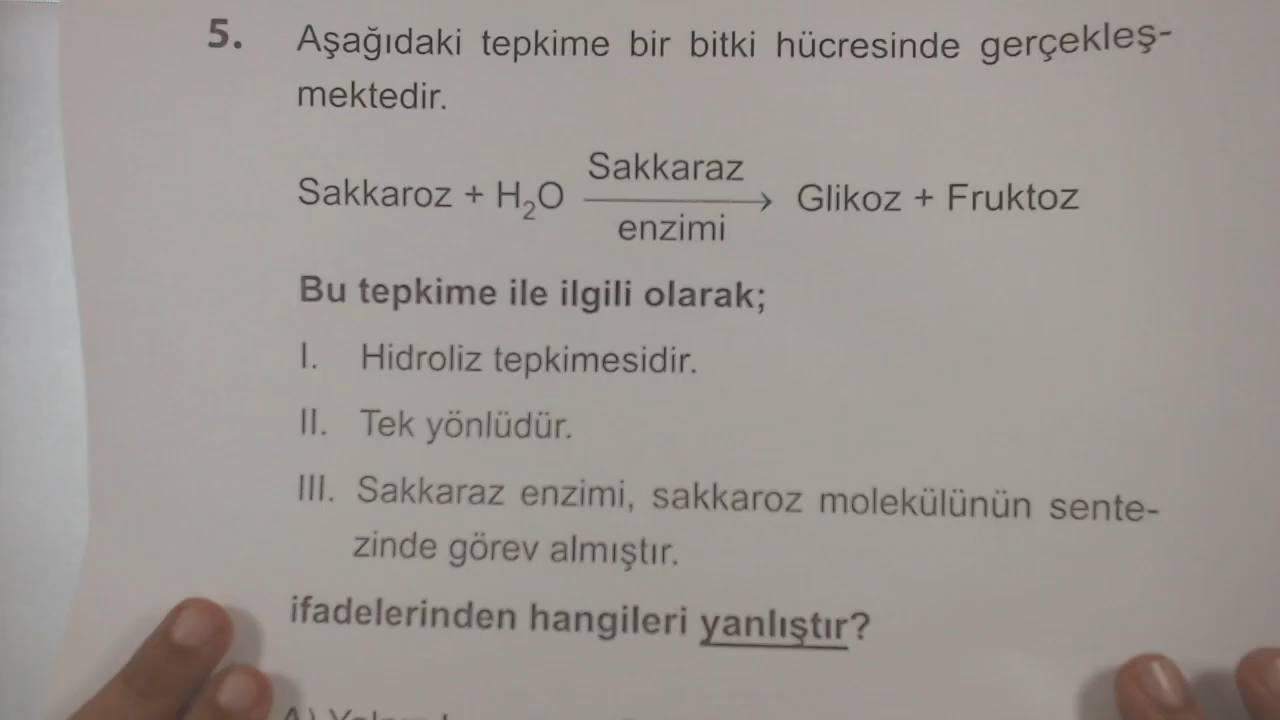 5. Aşağıdaki tepkime bir bitki hücresinde gerçekleş-
mektedir.
Sakkaraz
Sakkaroz + H₂O → Glikoz + Fruktoz
enzimi
Bu tepkime ile ilgili olarak;
I. Hidroliz tepkimesidir.
II. Tek yönlüdür.
III. Sakkaraz enzimi, sakkaroz molekülünün sente-
zinde görev almıştır.
ifadelerinden hangileri yanlıştır?